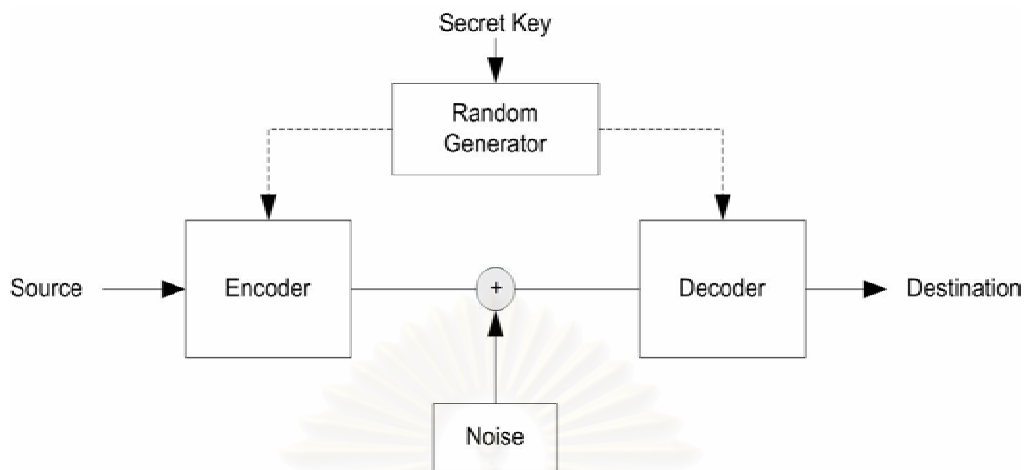 Secret Key
Random
Generator
Source
Encoder
+
Decoder
Destination
Noise